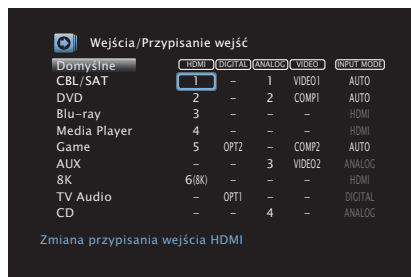 Wejścia/Przypisanie wejść
Domyślne HDMI DIGITAL ANALOG VIDEO INPUT MODE
CBL/SAT 1 – 1 VIDEO1 AUTO
DVD 2 – 2 COMP1 AUTO
Blu-ray 3 – – – HDMI
Media Player 4 – – – HDMI
Game 5 OPT2 – COMP2 AUTO
AUX – – 3 VIDEO2 ANALOG
8K 6(8K) – – – HDMI
TV Audio – OPT1 – – DIGITAL
CD – – 4 – ANALOG
Zmiana przypisania wejścia HDMI